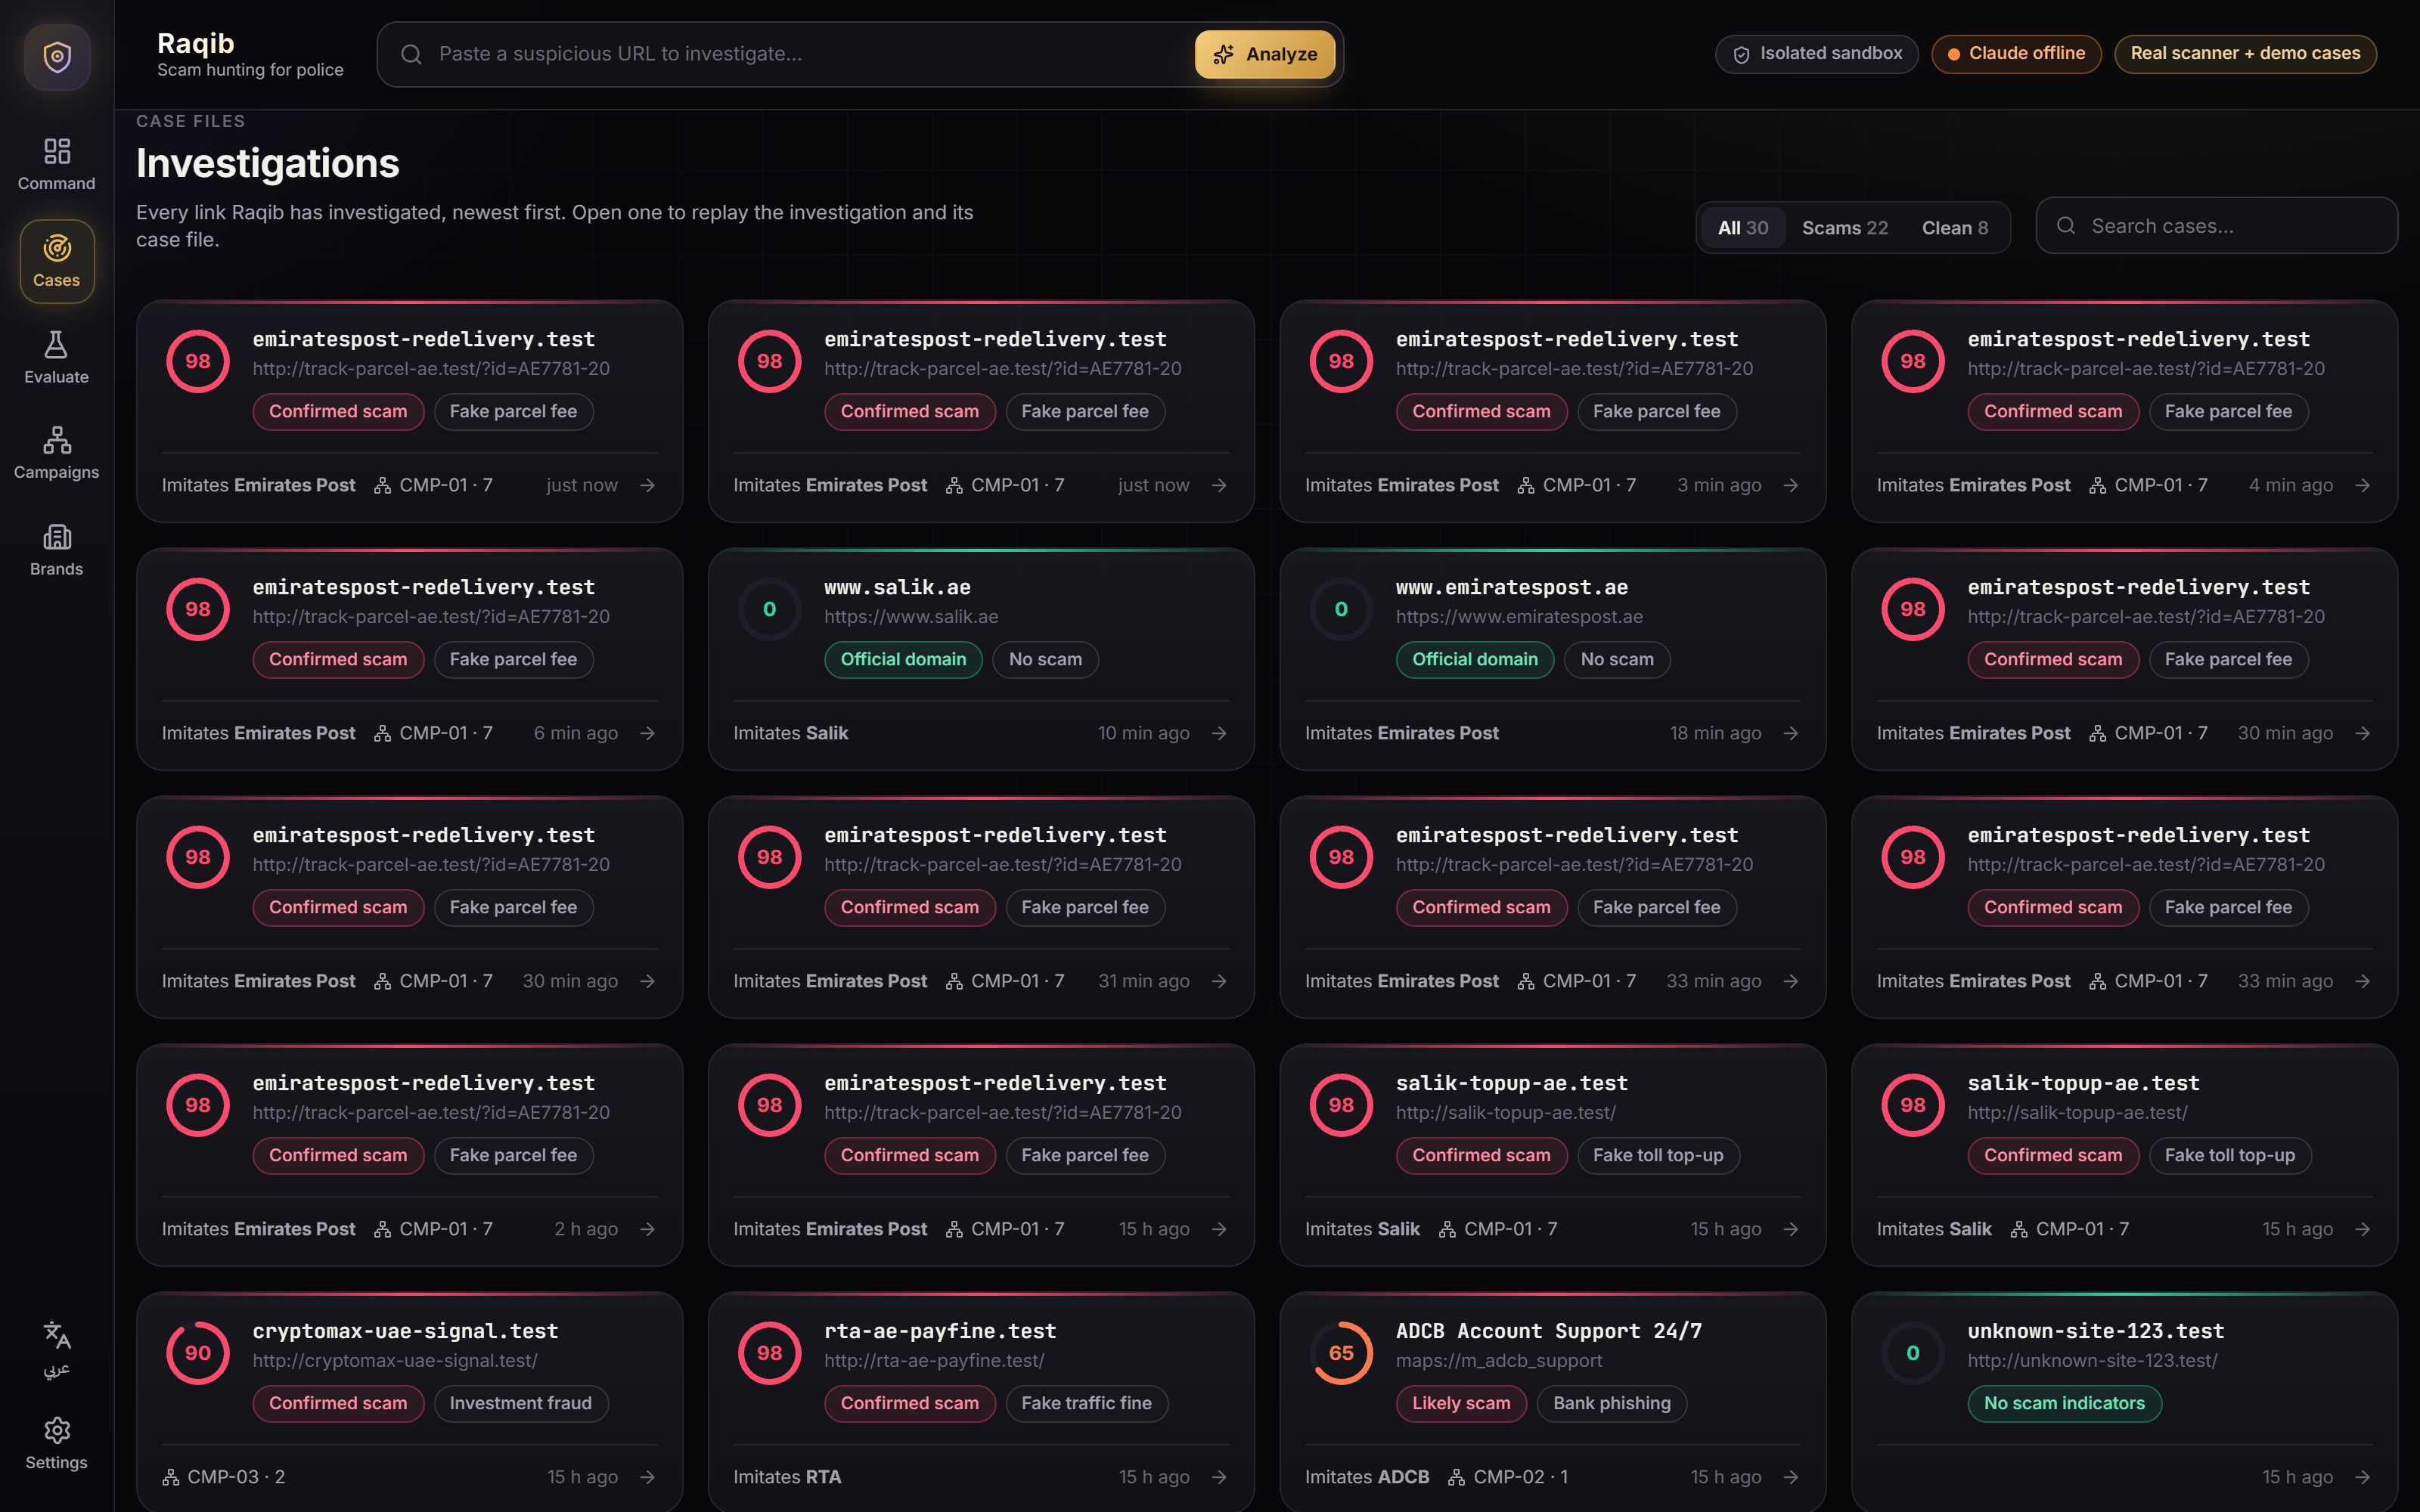 Raqib
Scam hunting for police
Paste a suspicious URL to investigate...
Analyze
Isolated sandbox
Claude offline
Real scanner + demo cases
Command
Cases
Evaluate
Campaigns
Brands
عربي
Settings
CASE FILES
Investigations
Every link Raqib has investigated, newest first. Open one to replay the investigation and its
case file.
All 30
Scams 22
Clean 8
Search cases...
98
emiratespost-redelivery.test
http://track-parcel-ae.test/?id=AE7781-20
Confirmed scam
Fake parcel fee
Imitates Emirates Post
CMP-01 · 7
just now
98
emiratespost-redelivery.test
http://track-parcel-ae.test/?id=AE7781-20
Confirmed scam
Fake parcel fee
Imitates Emirates Post
CMP-01 · 7
just now
98
emiratespost-redelivery.test
http://track-parcel-ae.test/?id=AE7781-20
Confirmed scam
Fake parcel fee
Imitates Emirates Post
CMP-01 · 7
3 min ago
98
emiratespost-redelivery.test
http://track-parcel-ae.test/?id=AE7781-20
Confirmed scam
Fake parcel fee
Imitates Emirates Post
CMP-01 · 7
4 min ago
98
emiratespost-redelivery.test
http://track-parcel-ae.test/?id=AE7781-20
Confirmed scam
Fake parcel fee
Imitates Emirates Post
CMP-01 · 7
6 min ago
0
www.salik.ae
https://www.salik.ae
Official domain
No scam
Imitates Salik
10 min ago
0
www.emiratespost.ae
https://www.emiratespost.ae
Official domain
No scam
Imitates Emirates Post
18 min ago
98
emiratespost-redelivery.test
http://track-parcel-ae.test/?id=AE7781-20
Confirmed scam
Fake parcel fee
Imitates Emirates Post
CMP-01 · 7
30 min ago
98
emiratespost-redelivery.test
http://track-parcel-ae.test/?id=AE7781-20
Confirmed scam
Fake parcel fee
Imitates Emirates Post
CMP-01 · 7
30 min ago
98
emiratespost-redelivery.test
http://track-parcel-ae.test/?id=AE7781-20
Confirmed scam
Fake parcel fee
Imitates Emirates Post
CMP-01 · 7
31 min ago
98
emiratespost-redelivery.test
http://track-parcel-ae.test/?id=AE7781-20
Confirmed scam
Fake parcel fee
Imitates Emirates Post
CMP-01 · 7
33 min ago
98
emiratespost-redelivery.test
http://track-parcel-ae.test/?id=AE7781-20
Confirmed scam
Fake parcel fee
Imitates Emirates Post
CMP-01 · 7
33 min ago
98
emiratespost-redelivery.test
http://track-parcel-ae.test/?id=AE7781-20
Confirmed scam
Fake parcel fee
Imitates Emirates Post
CMP-01 · 7
2 h ago
98
emiratespost-redelivery.test
http://track-parcel-ae.test/?id=AE7781-20
Confirmed scam
Fake parcel fee
Imitates Emirates Post
CMP-01 · 7
15 h ago
98
salik-topup-ae.test
http://salik-topup-ae.test/
Confirmed scam
Fake toll top-up
Imitates Salik
CMP-01 · 7
15 h ago
98
salik-topup-ae.test
http://salik-topup-ae.test/
Confirmed scam
Fake toll top-up
Imitates Salik
CMP-01 · 7
15 h ago
90
cryptomax-uae-signal.test
http://cryptomax-uae-signal.test/
Confirmed scam
Investment fraud
CMP-03 · 2
15 h ago
98
rta-ae-payfine.test
http://rta-ae-payfine.test/
Confirmed scam
Fake traffic fine
Imitates RTA
15 h ago
65
ADCB Account Support 24/7
maps://m_adcb_support
Likely scam
Bank phishing
Imitates ADCB
CMP-02 · 1
15 h ago
0
unknown-site-123.test
http://unknown-site-123.test/
No scam indicators
15 h ago